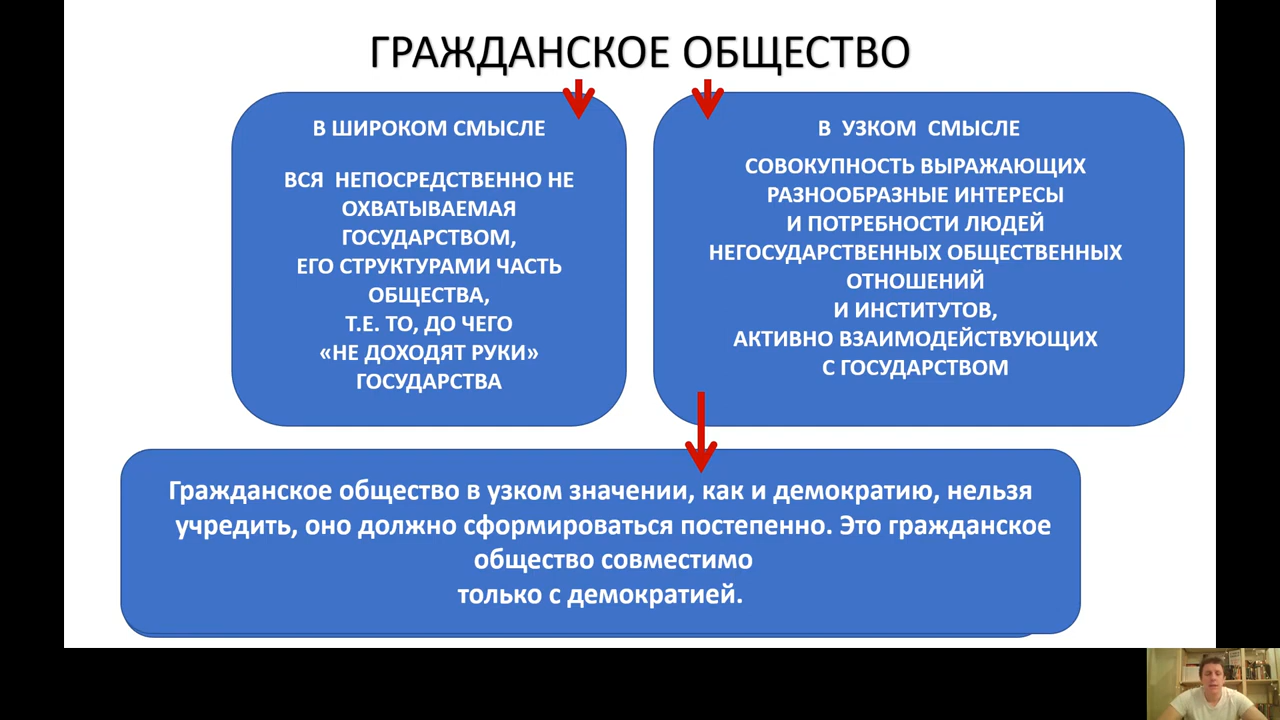 ГРАЖДАНСКОЕ ОБЩЕСТВО
В ШИРОКОМ СМЫСЛЕ
ВСЯ НЕПОСРЕДСТВЕННО НЕ
ОХВАТЫВАЕМАЯ
ГОСУДАРСТВОМ,
ЕГО СТРУКТУРАМИ ЧАСТЬ
ОБЩЕСТВА,
Т.Е. ТО, ДО ЧЕГО
«НЕ ДОХОДЯТ РУКИ»
ГОСУДАРСТВА
В УЗКОМ СМЫСЛЕ
СОВОКУПНОСТЬ ВЫРАЖАЮЩИХ
РАЗНООБРАЗНЫЕ ИНТЕРЕСЫ
И ПОТРЕБНОСТИ ЛЮДЕЙ
НЕГОСУДАРСТВЕННЫХ ОБЩЕСТВЕННЫХ
ОТНОШЕНИЙ
И ИНСТИТУТОВ,
АКТИВНО ВЗАИМОДЕЙСТВУЮЩИХ
С ГОСУДАРСТВОМ
Гражданское общество в узком значении, как и демократию, нельзя
учредить, оно должно сформироваться постепенно. Это гражданское
общество совместимо
только с демократией.